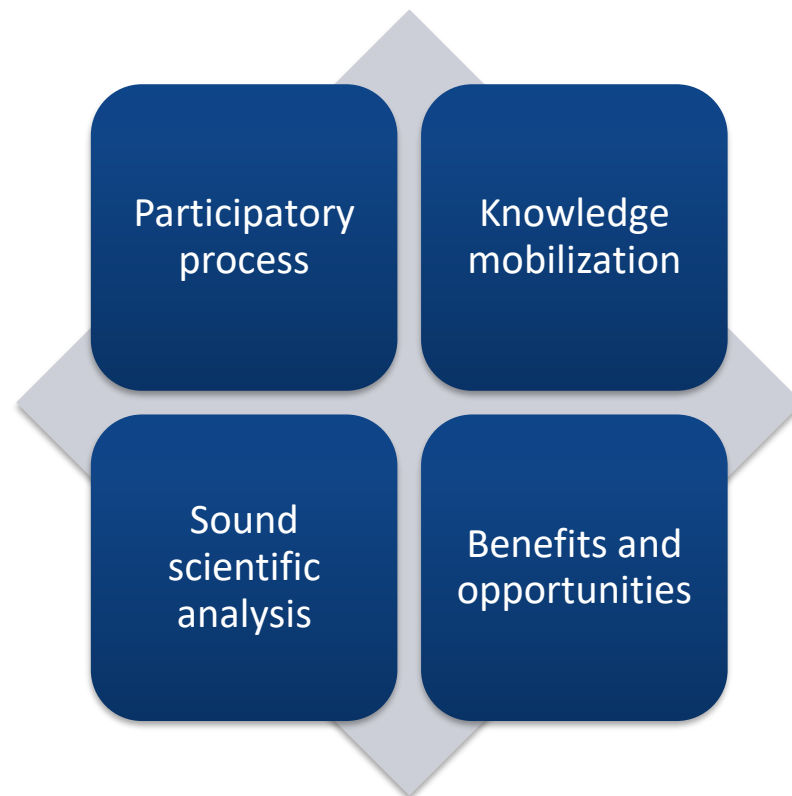 Participatory
process
Knowledge
mobilization
Sound
scientific
analysis
Benefits and
opportunities